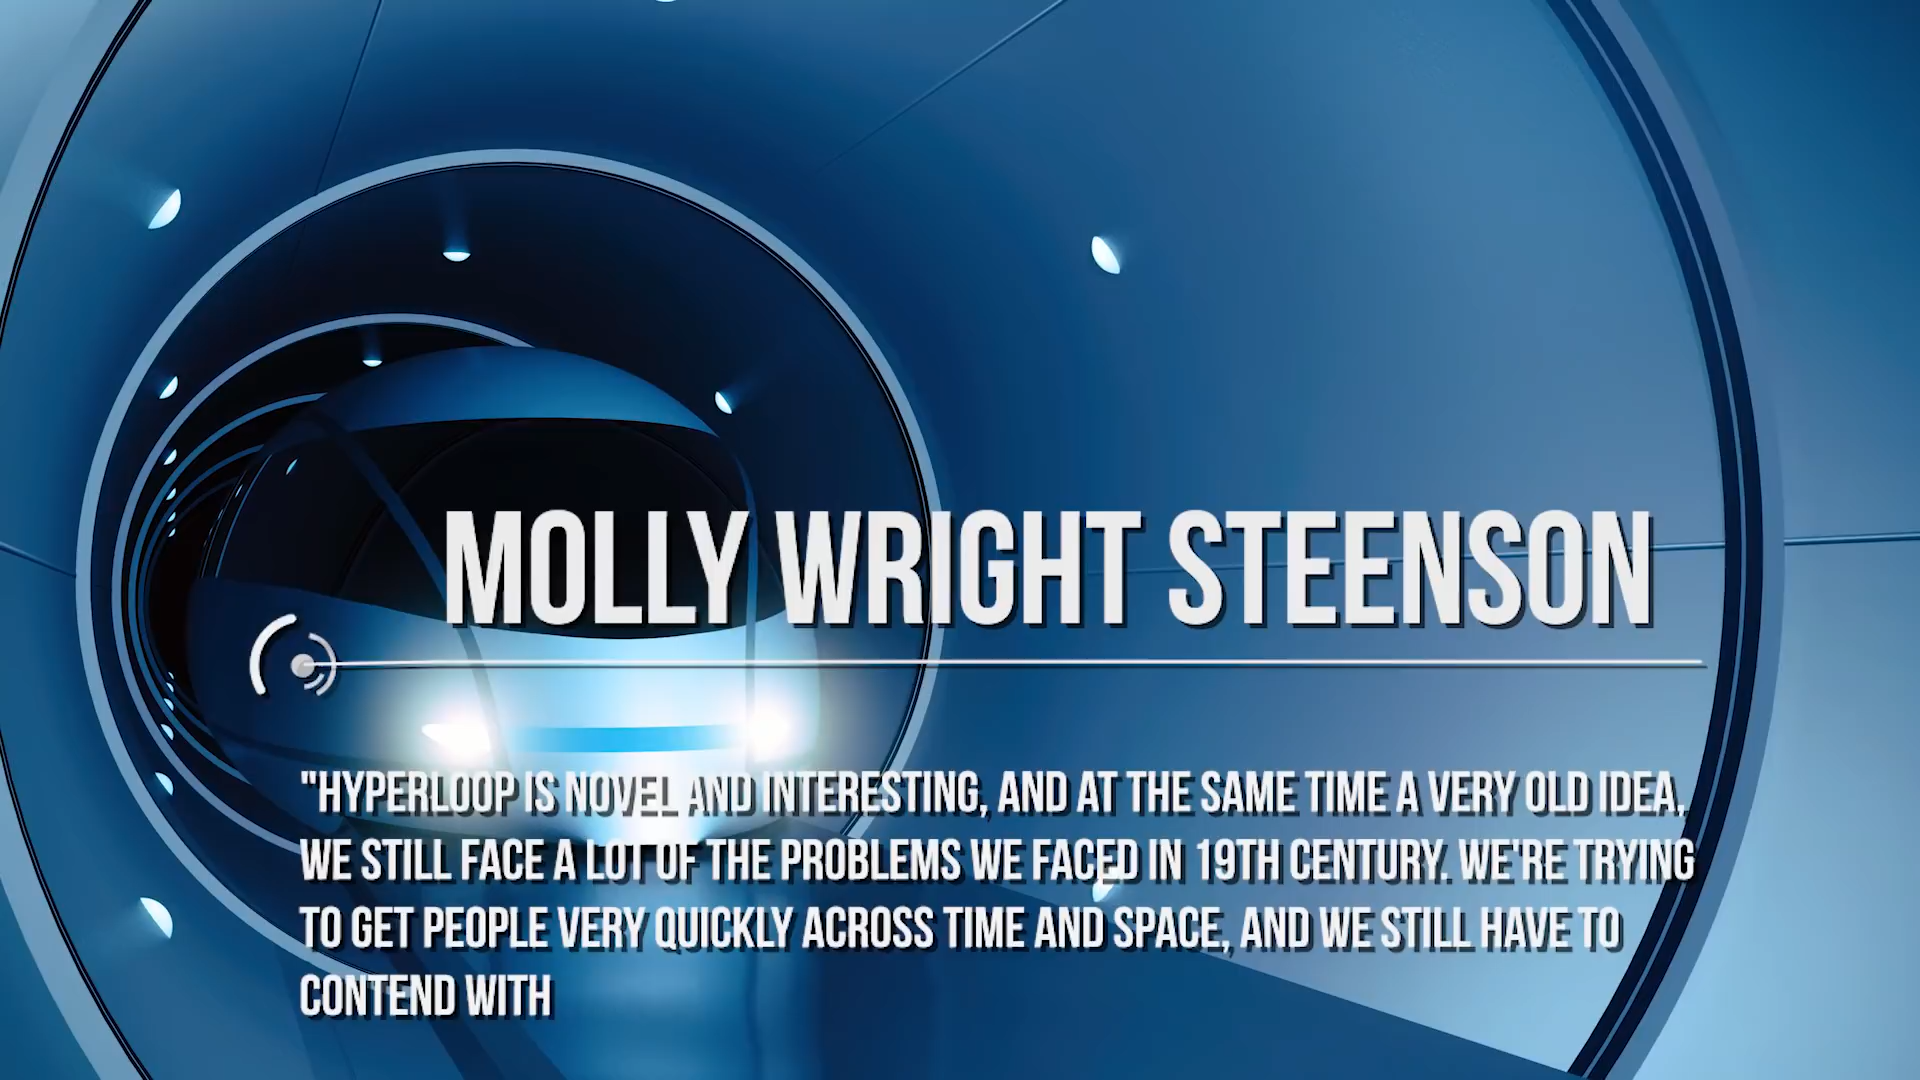 MOLLY WRIGHT STEENSON
"HYPERLOOP IS NOVEL AND INTERESTING, AND AT THE SAME TIME A VERY OLD IDEA.
WE STILL FACE A LOT OF THE PROBLEMS WE FACED IN 19TH CENTURY. WE'RE TRYING
TO GET PEOPLE VERY QUICKLY ACROSS TIME AND SPACE, AND WE STILL HAVE TO
CONTEND WITH